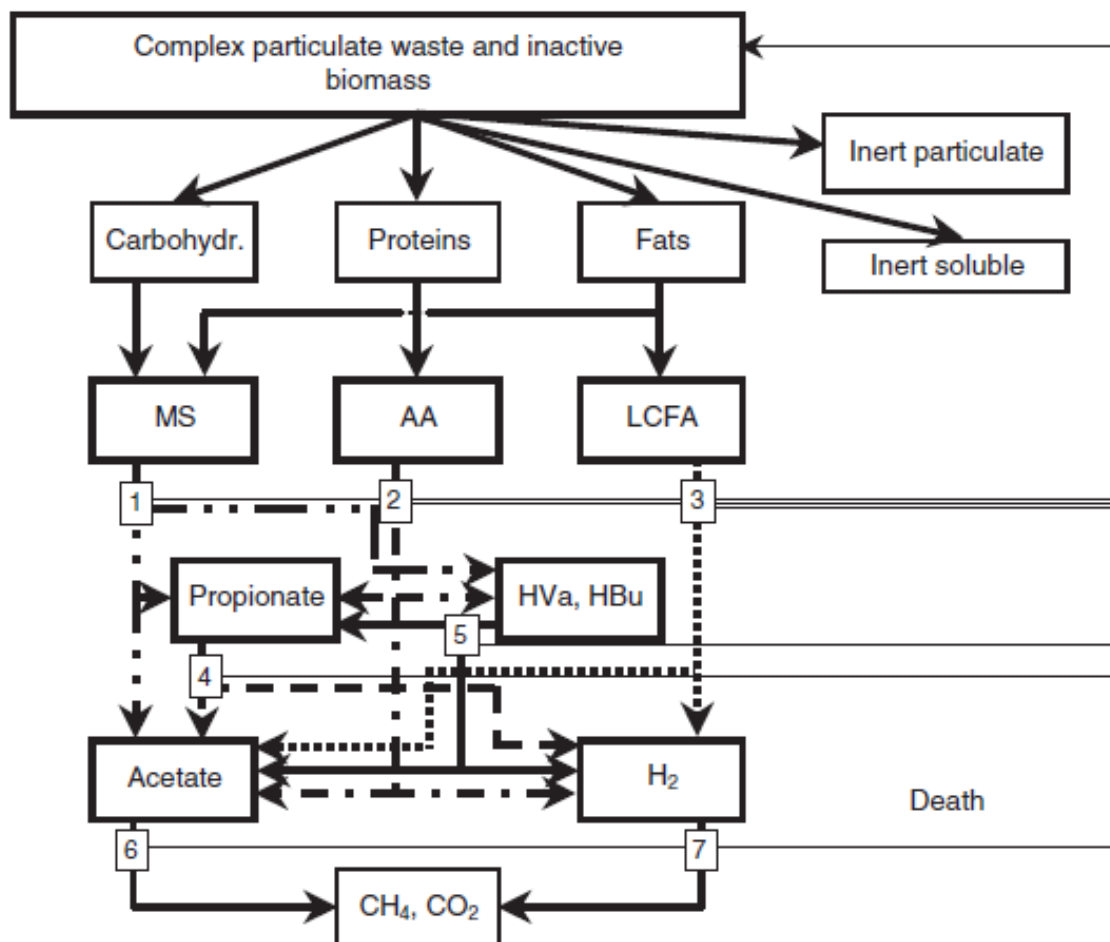 Complex particulate waste and inactive
biomass
Inert particulate
Carbohydr.
Proteins
Fats
Inert soluble
MS
AA
LCFA
1
2
3
Propionate
HVa, HBu
5
4
Acetate
H₂
Death
6
7
CH₄, CO₂